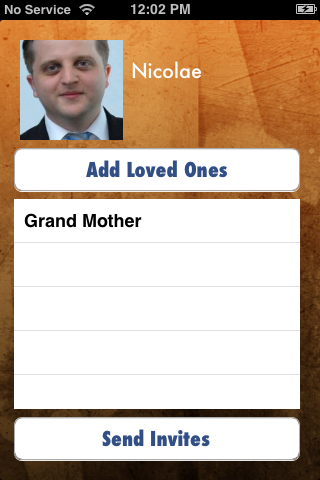 No Service 12:02 PM
Nicolae
Add Loved Ones
Grand Mother
Send Invites